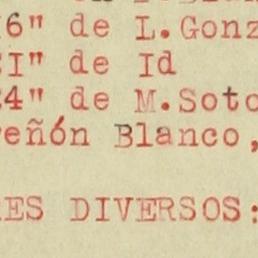 6" de L. Gonz
I" de Id
4" de M. Soto
eñón Blanco,
ES DIVERSOS: